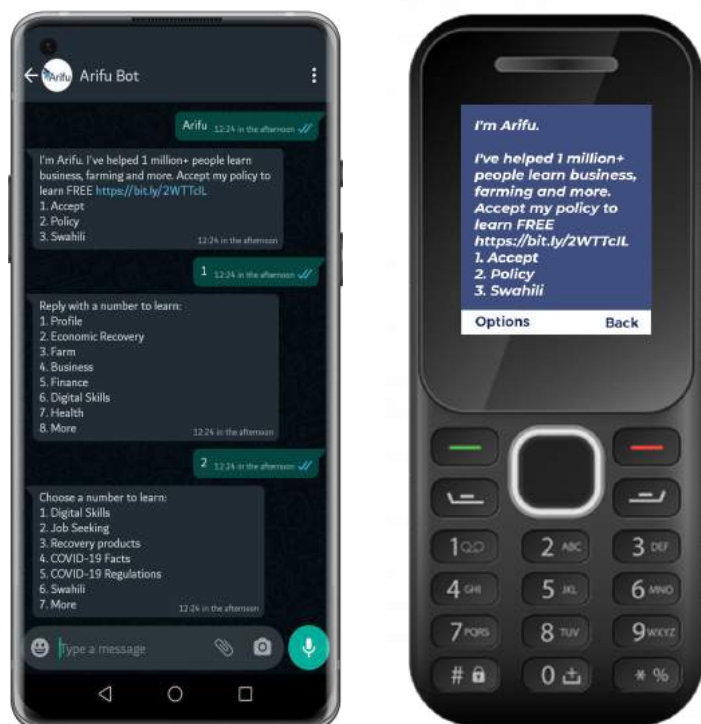 Arifu
Arifu Bot
Arifu 12:24 in the afternoon
I'm Arifu. I've helped 1 million+ people learn
business, farming and more. Accept my policy to
learn FREE https://bit.ly/2WTTcIL
1. Accept
2. Policy
3. Swahili
12:24 in the afternoon
1 12:24 in the afternoon
Reply with a number to learn:
1. Profile
2. Economic Recovery
3. Farm
4. Business
5. Finance
6. Digital Skills
7. Health
8. More
12:24 in the afternoon
2 12:24 in the afternoon
Choose a number to learn:
1. Digital Skills
2. Job Seeking
3. Recovery products
4. COVID-19 Facts
5. COVID-19 Regulations
6. Swahili
7. More
12:24 in the afternoon
Type a message
I'm Arifu.
I've helped 1 million+
people learn business,
farming and more.
Accept my policy to
learn FREE
https://bit.ly/2WTTcIL
1. Accept
2. Policy
3. Swahili
Options Back
1 2 ABC 3 DEF
4 GHI 5 JKL 6 MNO
7 PQRS 8 TUV 9 WXYZ
# 0 * %